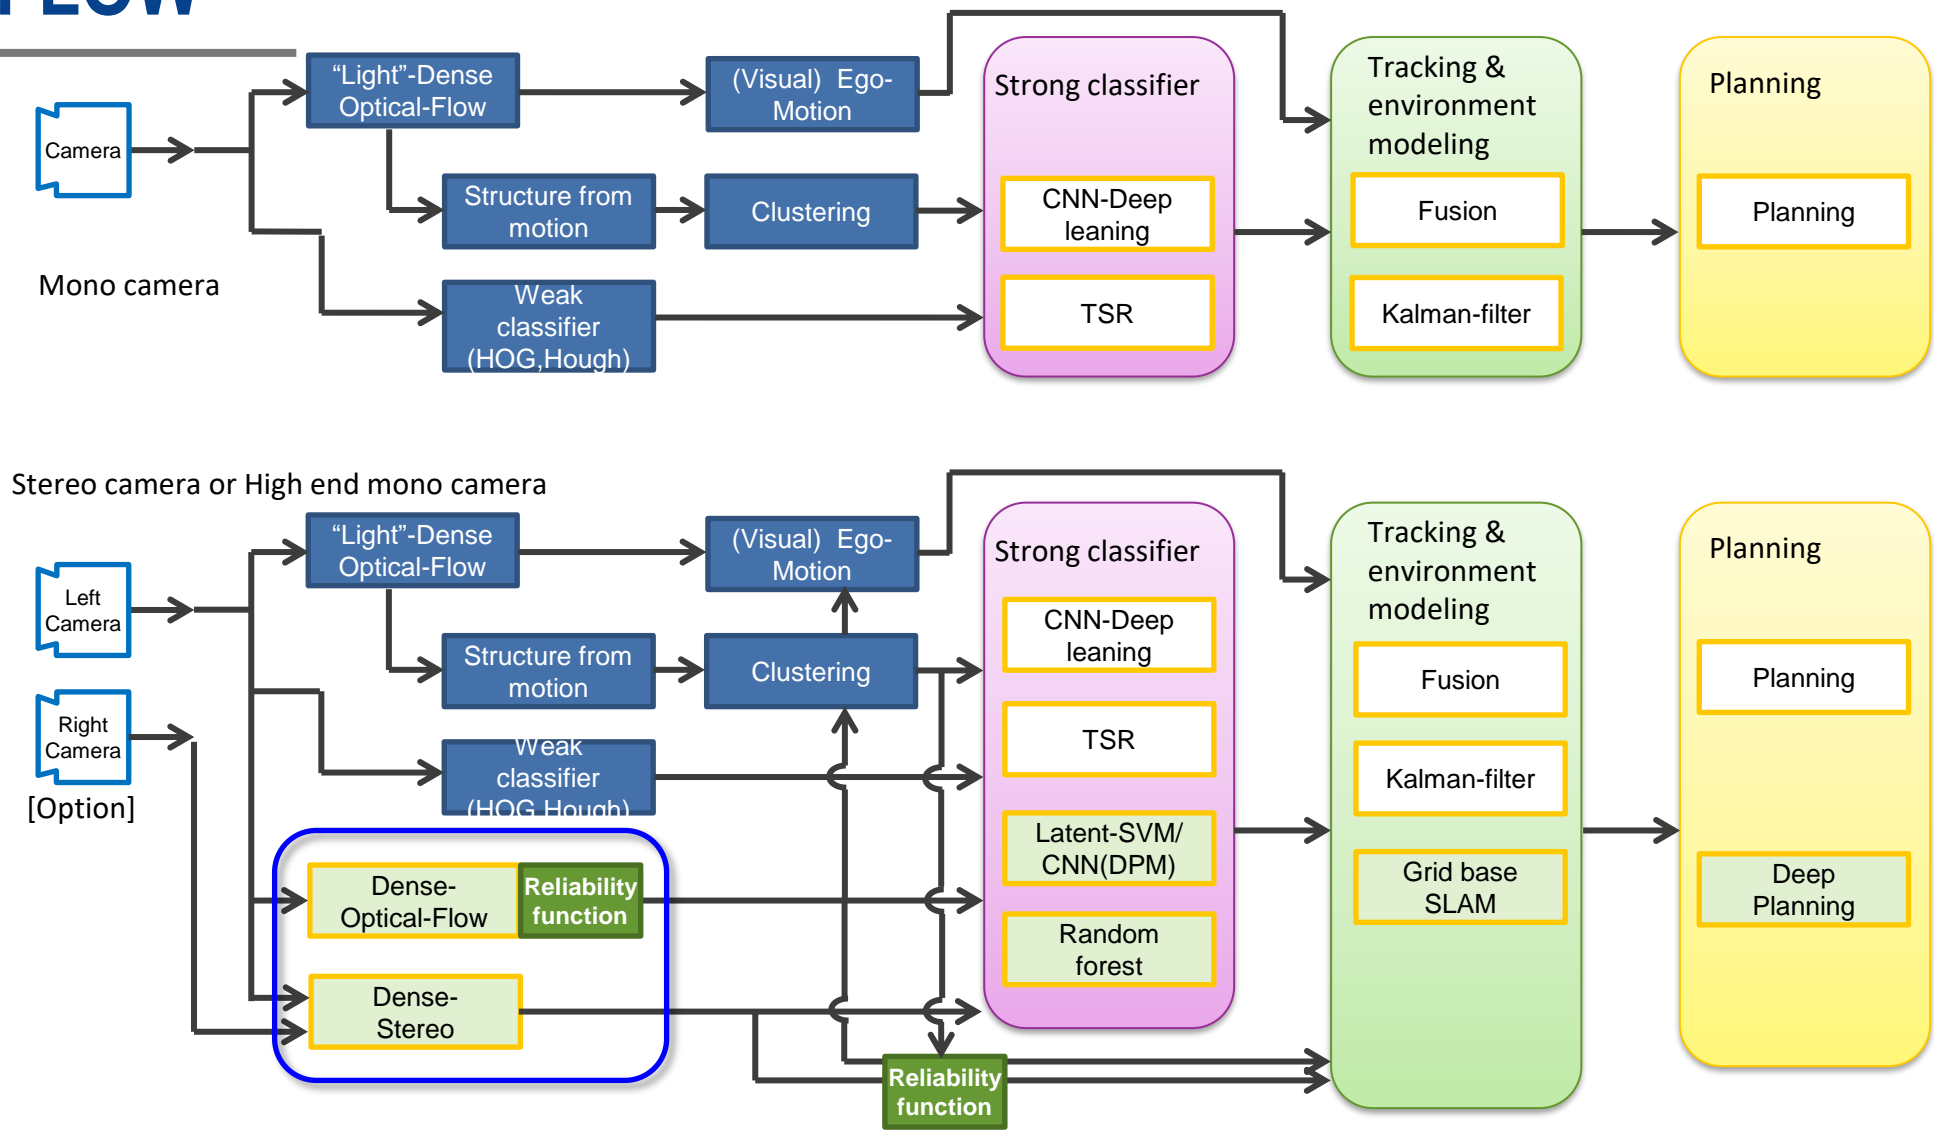 FLOW
"Light"-Dense
Optical-Flow
(Visual) Ego-
Motion
Strong classifier
Tracking &
environment
modeling
Planning
Camera
Structure from
motion
Clustering
CNN-Deep
leaning
Fusion
Planning
Mono camera
Weak
classifier
(HOG,Hough)
TSR
Kalman-filter
Stereo camera or High end mono camera
"Light"-Dense
Optical-Flow
(Visual) Ego-
Motion
Strong classifier
Tracking &
environment
modeling
Planning
Left
Camera
Structure from
motion
Clustering
CNN-Deep
leaning
Fusion
Planning
Right
Camera
[Option]
Weak
classifier
(HOG,Hough)
TSR
Kalman-filter
Dense-
Optical-Flow
Reliability
function
Latent-SVM/
CNN(DPM)
Grid base
SLAM
Deep
Planning
Random
forest
Dense-
Stereo
Reliability
function